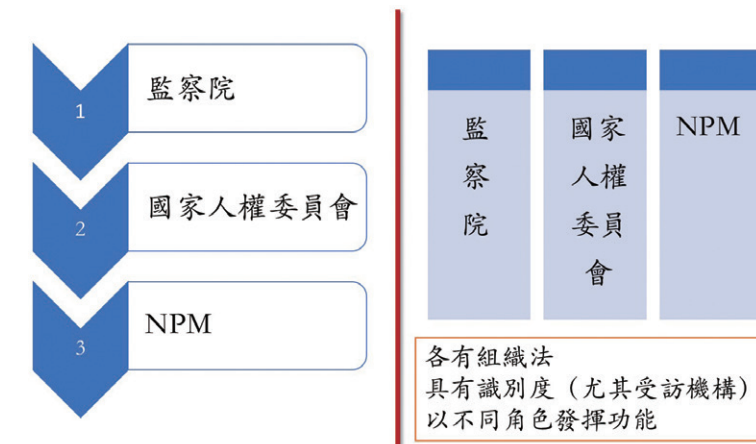 1
監察院
2
國家人權委員會
3
NPM
監
察
院
國家
人權
委員
會
NPM
各有組織法
具有識別度（尤其受訪機構）
以不同角色發揮功能